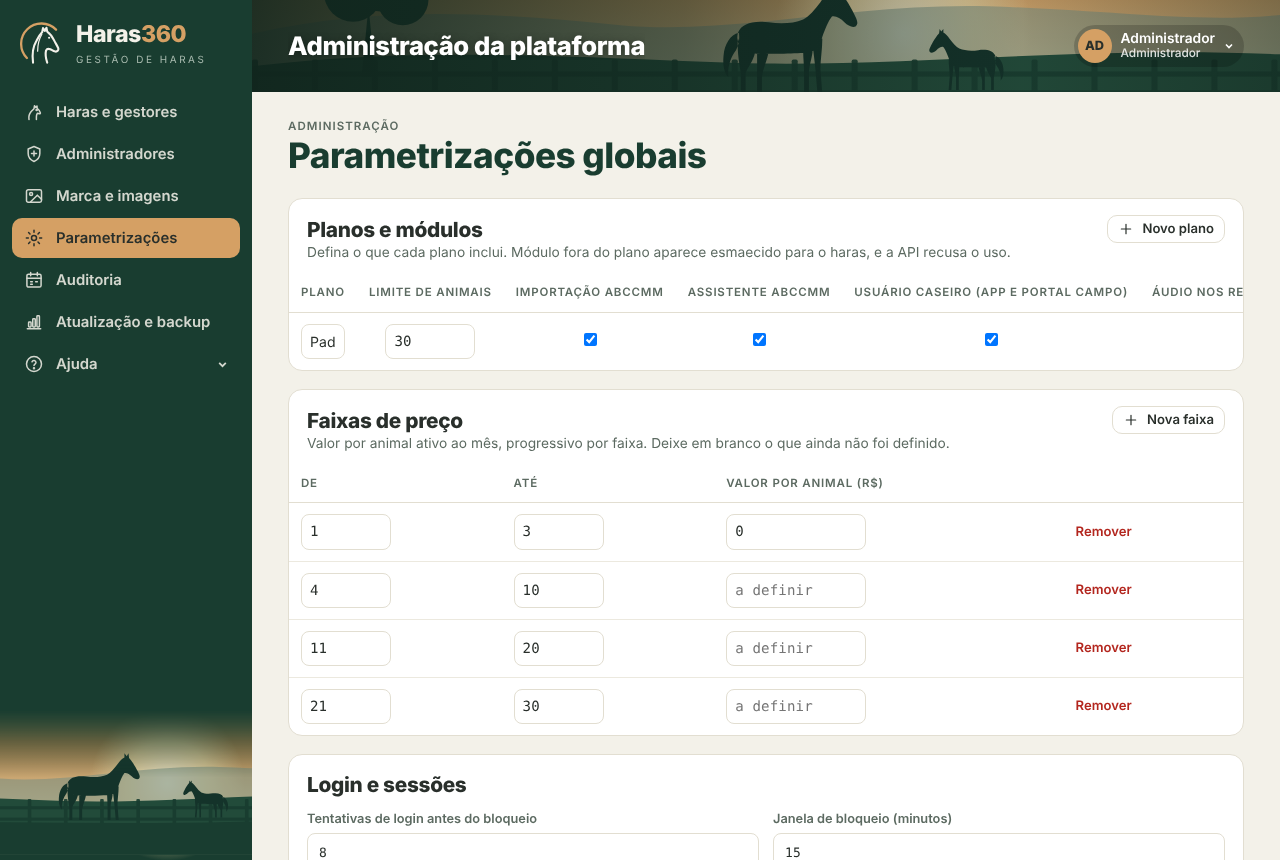 Haras360
GESTÃO DE HARAS
Haras e gestores
Administradores
Marca e imagens
Parametrizações
Auditoria
Atualização e backup
Ajuda
Administração da plataforma
AD
Administrador
Administrador
ADMINISTRAÇÃO
Parametrizações globais
Planos e módulos
Novo plano
Defina o que cada plano inclui. Módulo fora do plano aparece esmaecido para o haras, e a API recusa o uso.
PLANO LIMITE DE ANIMAIS IMPORTAÇÃO ABCCMM ASSISTENTE ABCCMM USUÁRIO CASEIRO (APP E PORTAL CAMPO) ÁUDIO NOS RE
Pad 30
Faixas de preço
Nova faixa
Valor por animal ativo ao mês, progressivo por faixa. Deixe em branco o que ainda não foi definido.
DE ATÉ VALOR POR ANIMAL (R$)
1 3 0 Remover
4 10 a definir Remover
11 20 a definir Remover
21 30 a definir Remover
Login e sessões
Tentativas de login antes do bloqueio Janela de bloqueio (minutos)
8 15